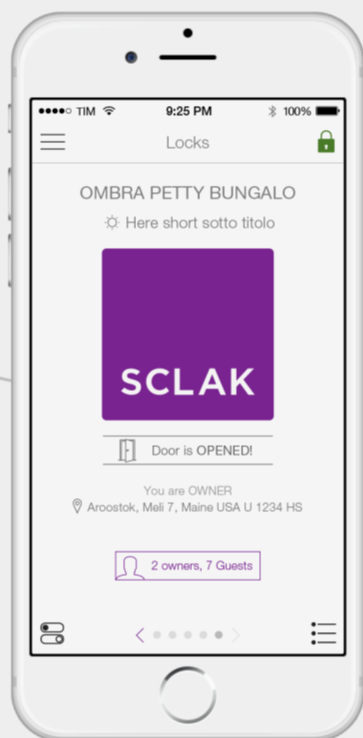 TIM 9:25 PM 100%
Locks
OMBRA PETTY BUNGALO
Here short sotto titolo
SCLAK
Door is OPENED!
You are OWNER
Aroostok, Meli 7, Maine USA U 1234 HS
2 owners, 7 Guests